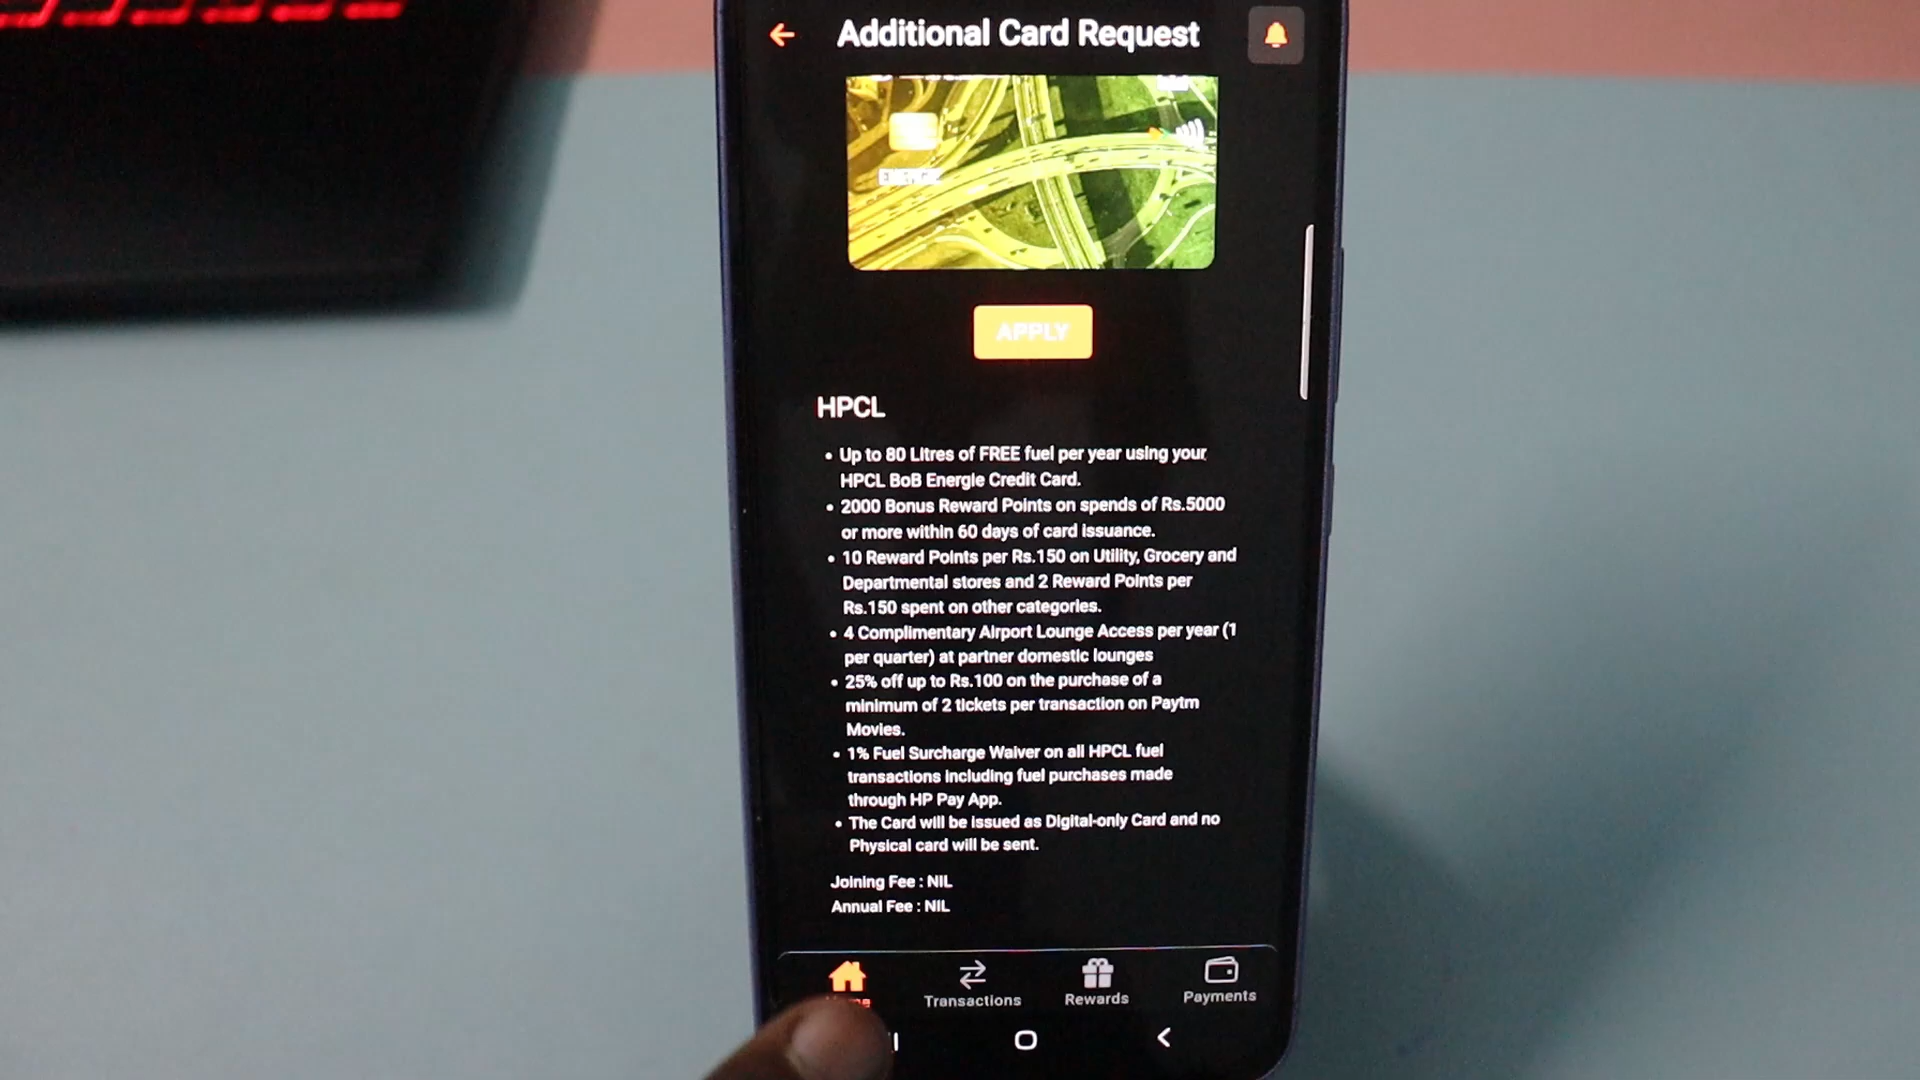 Additional Card Request
ENERGIE
APPLY
HPCL
• Up to 80 Litres of FREE fuel per year using your
HPCL BoB Energie Credit Card.
• 2000 Bonus Reward Points on spends of Rs.5000
or more within 60 days of card issuance.
• 10 Reward Points per Rs.150 on Utility, Grocery and
Departmental stores and 2 Reward Points per
Rs.150 spent on other categories.
• 4 Complimentary Airport Lounge Access per year (1
per quarter) at partner domestic lounges
• 25% off up to Rs.100 on the purchase of a
minimum of 2 tickets per transaction on Paytm
Movies.
• 1% Fuel Surcharge Waiver on all HPCL fuel
transactions including fuel purchases made
through HP Pay App.
• The Card will be issued as Digital-only Card and no
Physical card will be sent.
Joining Fee : NIL
Annual Fee : NIL
Transactions
Rewards
Payments